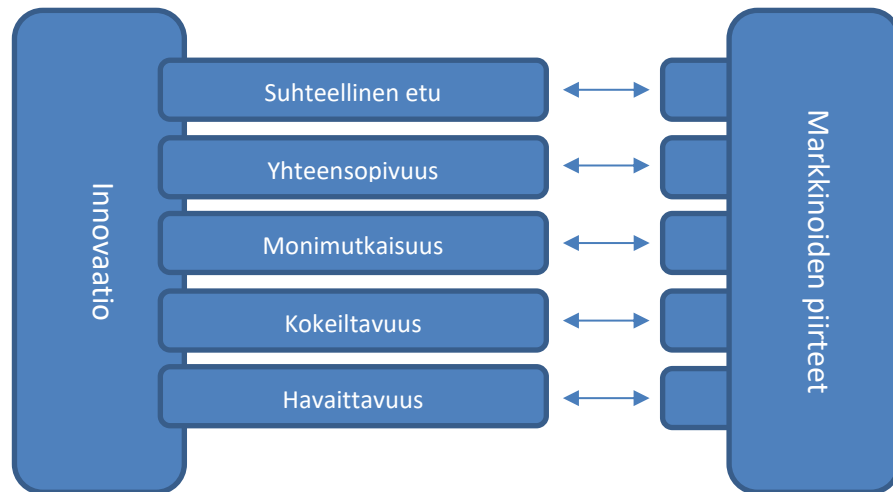 Innovaatio
Suhteellinen etu
Yhteensopivuus
Monimutkaisuus
Kokeiltavuus
Havaittavuus
Markkinoiden piirteet